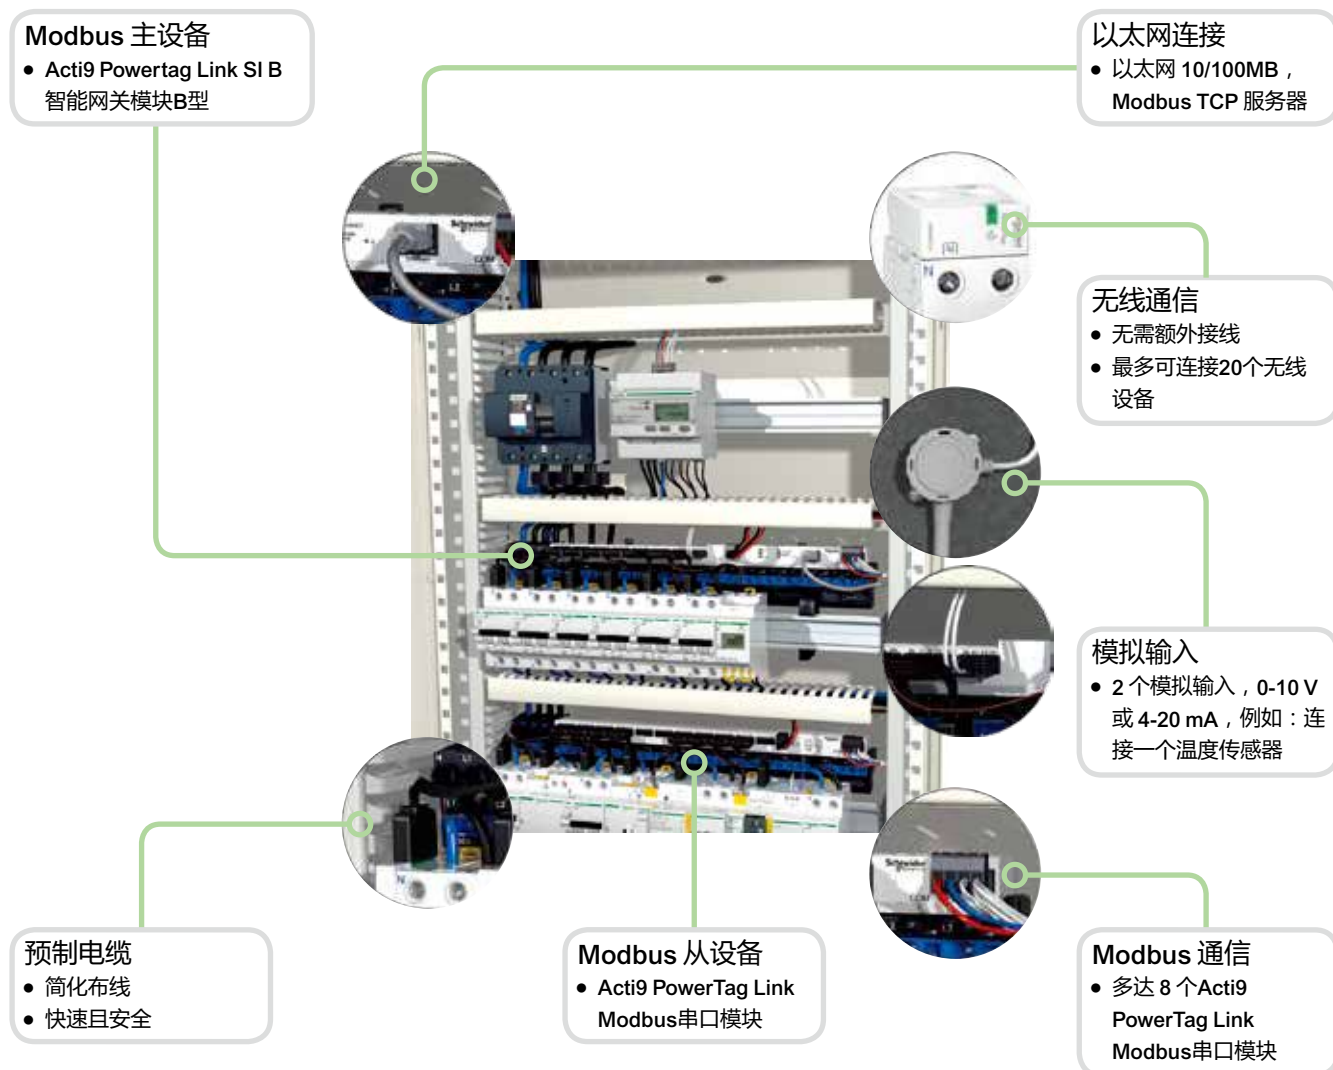 Modbus 主设备
• Acti9 Powertag Link SI B
智能网关模块B型
以太网连接
• 以太网 10/100MB，
Modbus TCP 服务器
无线通信
• 无需额外接线
• 最多可连接20个无线
设备
模拟输入
• 2 个模拟输入，0-10 V
或 4-20 mA，例如：连
接一个温度传感器
预制电缆
• 简化布线
• 快速且安全
Modbus 从设备
• Acti9 PowerTag Link
Modbus串口模块
Modbus 通信
• 多达 8 个Acti9
PowerTag Link
Modbus串口模块
Schneider
COM
L2
N
N
L1
Schneider
COM